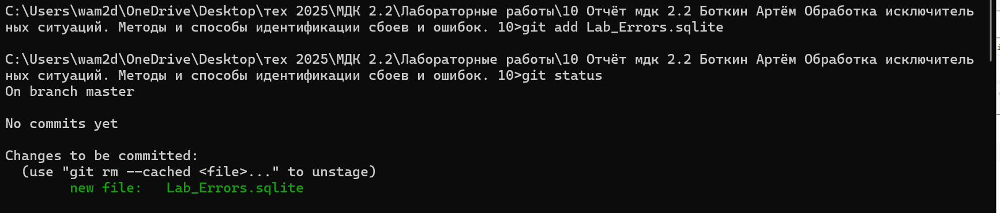 C:\Users\wam2d\OneDrive\Desktop\тех 2025\МДК 2.2\Лабораторные работы\10 Отчёт мдк 2.2 Боткин Артём Обработка исключитель
ных ситуаций. Методы и способы идентификации сбоев и ошибок. 10>git add Lab_Errors.sqlite

C:\Users\wam2d\OneDrive\Desktop\тех 2025\МДК 2.2\Лабораторные работы\10 Отчёт мдк 2.2 Боткин Артём Обработка исключитель
ных ситуаций. Методы и способы идентификации сбоев и ошибок. 10>git status
On branch master

No commits yet

Changes to be committed:
  (use "git rm --cached <file>..." to unstage)
        new file:   Lab_Errors.sqlite